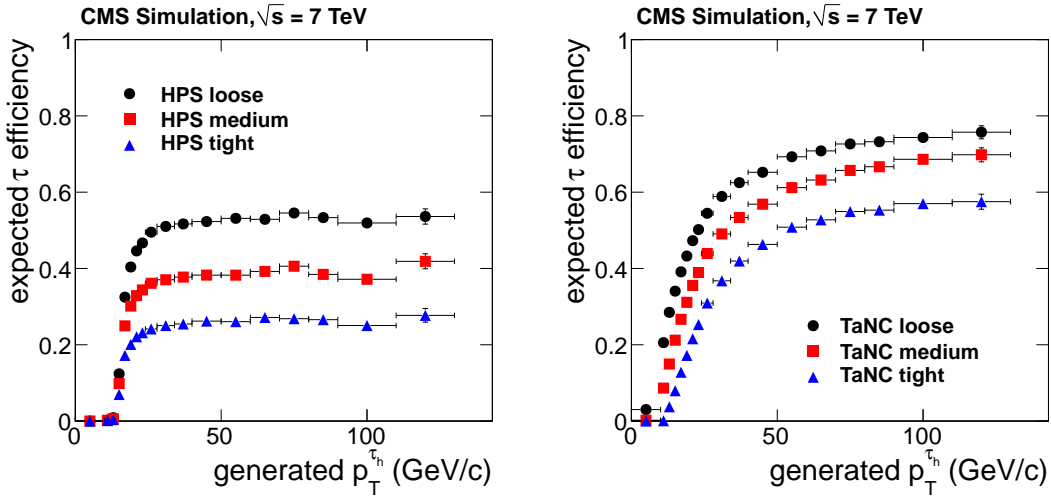 CMS Simulation, √s = 7 TeV
expected τ efficiency
1
0.8
0.6
0.4
0.2
0
HPS loose
HPS medium
HPS tight
0 50 100
generated p_T^{τ_h} (GeV/c)
CMS Simulation, √s = 7 TeV
expected τ efficiency
1
0.8
0.6
0.4
0.2
0
TaNC loose
TaNC medium
TaNC tight
0 50 100
generated p_T^{τ_h} (GeV/c)